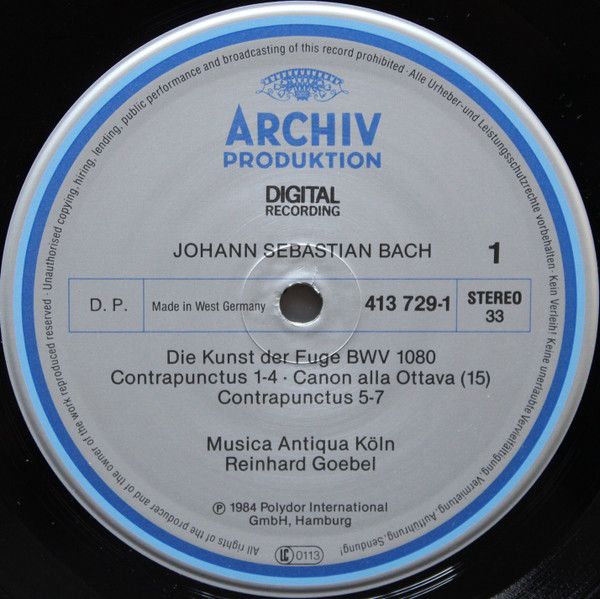 ARCHIV
PRODUKTION
DIGITAL
RECORDING
JOHANN SEBASTIAN BACH
1
D. P.
Made in West Germany
413 729-1
STEREO
33
Die Kunst der Fuge BWV 1080
Contrapunctus 1-4 · Canon alla Ottava (15)
Contrapunctus 5-7
Musica Antiqua Köln
Reinhard Goebel
Ⓟ 1984 Polydor International
GmbH, Hamburg
LC 0113
All rights of the producer and of the owner of the work reproduced reserved · Unauthorised copying, hiring, lending, public performance and broadcasting of this record prohibited · Alle Urheber- und Leistungsschutzrechte vorbehalten · Kein Verleih! Keine unerlaubte Vervielfältigung, Vermietung, Aufführung, Sendung!